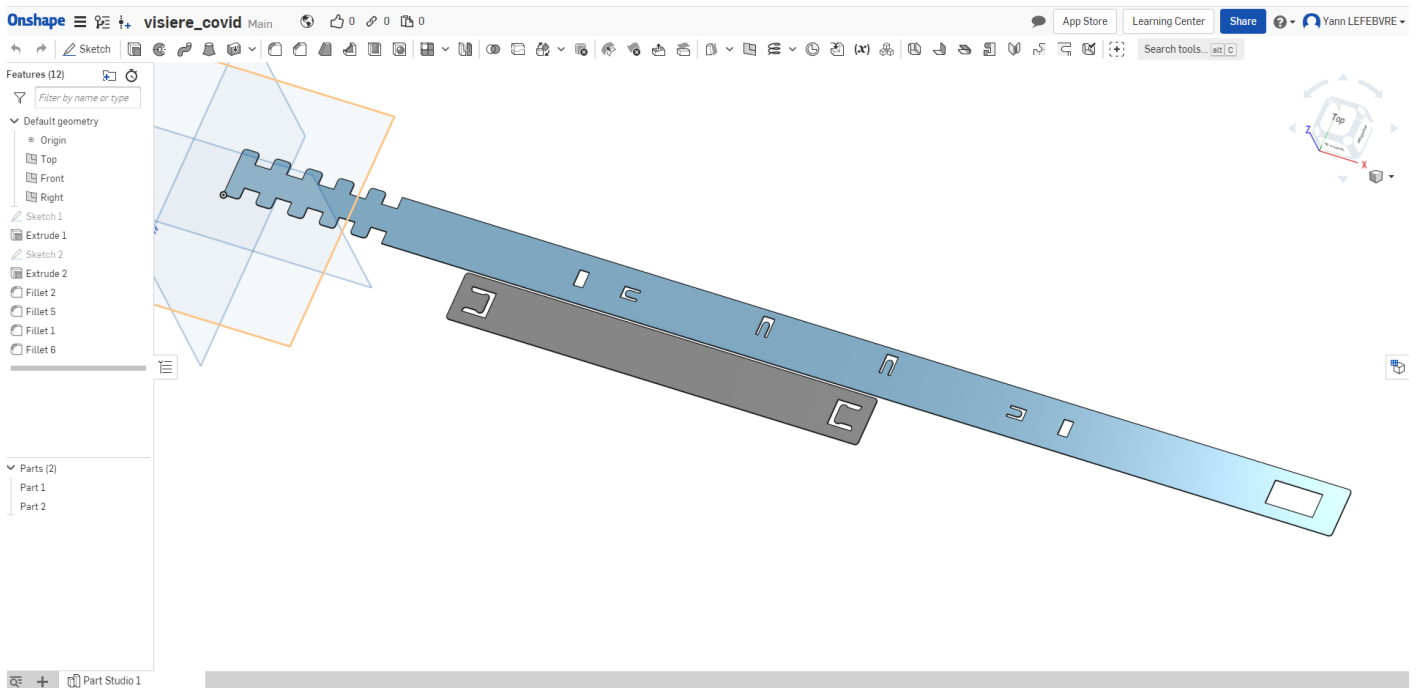 Onshape visiere_covid Main 0 0 0 App Store Learning Center Share Yann LEFEBVRE
Sketch Search tools... alt C
Features (12)
Filter by name or type
Default geometry
Origin
Top
Front
Right
Sketch 1
Extrude 1
Sketch 2
Extrude 2
Fillet 2
Fillet 5
Fillet 1
Fillet 6
Parts (2)
Part 1
Part 2
Top
Z
X
Part Studio 1